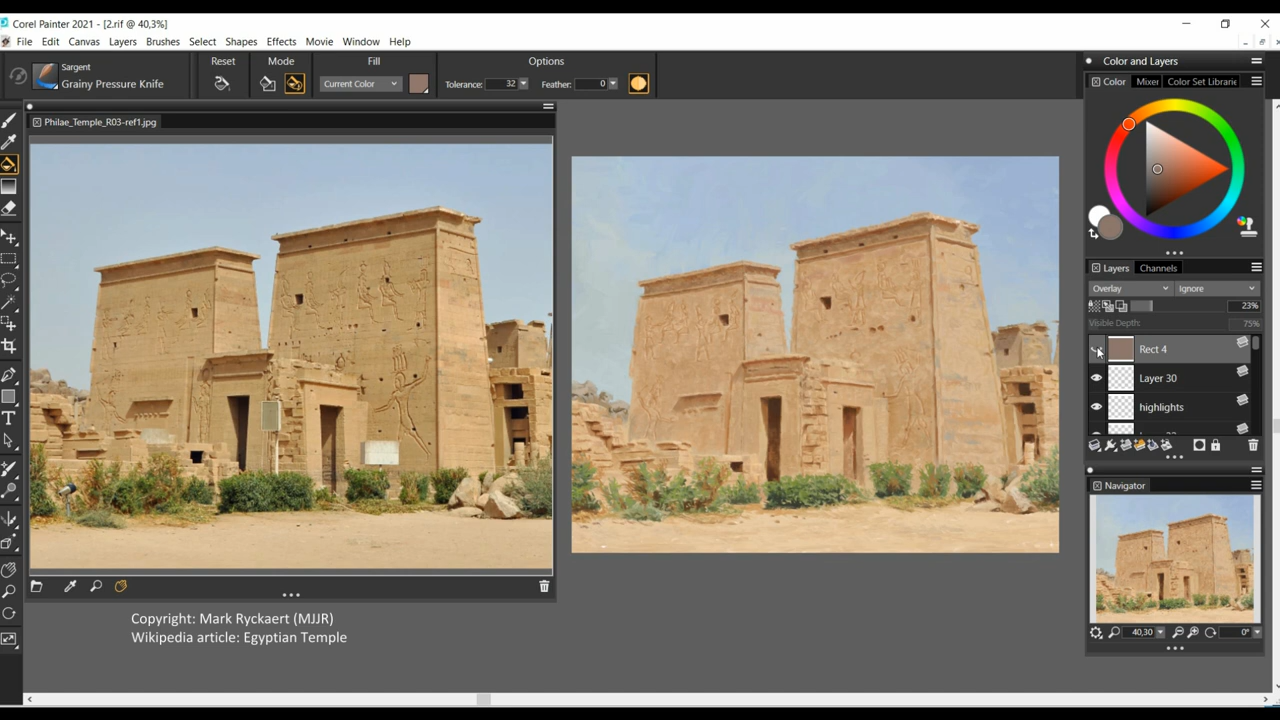 Corel Painter 2021 - [2.rif @ 40,3%]
File Edit Canvas Layers Brushes Select Shapes Effects Movie Window Help
Sargent
Grainy Pressure Knife
Reset
Mode
Fill
Current Color
Options
Tolerance: 32 Feather: 0
Philae_Temple_R03-ref1.jpg
Copyright: Mark Ryckaert (MJJR)
Wikipedia article: Egyptian Temple
Color and Layers
Color Mixer Color Set Librarie
Layers Channels
Overlay Ignore
23%
Visible Depth: 75%
Rect 4
Layer 30
highlights
Navigator
40,30 0°